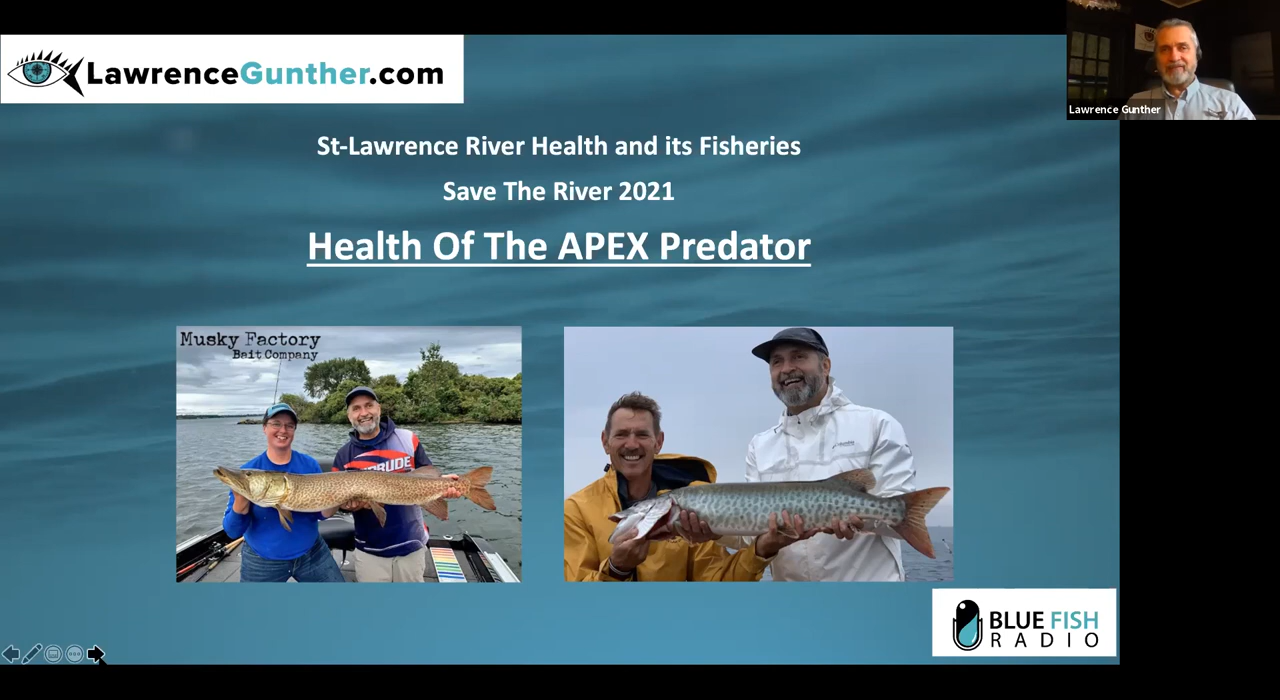 LawrenceGunther.com
Lawrence Gunther
St-Lawrence River Health and its Fisheries
Save The River 2021
Health Of The APEX Predator
Musky Factory
Bait Company
Columbia
BLUE FISH
RADIO